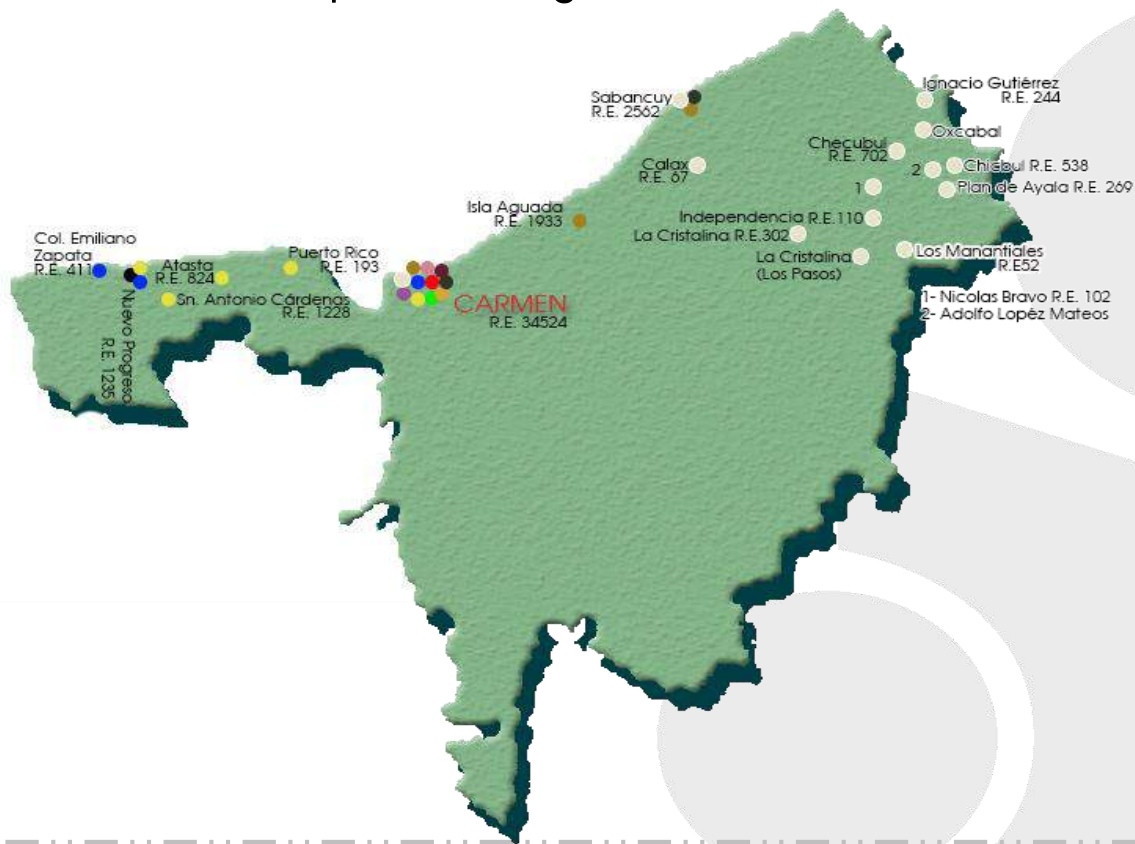 Ignacio Gutiérrez
R.E. 244
Sabancuy
R.E. 2562
Oxcabal
Checubul
R.E. 702
Calax
R.E. 67
2
Chicbul R.E. 538
1
Plan de Ayala R.E. 269
Isla Aguada
R.E. 1933
Independencia R.E.110
La Cristalina R.E.302
Col. Emiliano
Zapata
R.E. 411
Puerto Rico
R.E. 193
La Cristalina
(Los Pasos)
Los Manantiales
R.E52
Atasta
R.E. 824
Sn. Antonio Cárdenas
R.E. 1228
Nuevo Progreso
R.E. 1235
CARMEN
R.E. 34524
1- Nicolas Bravo R.E. 102
2- Adolfo Lopéz Mateos